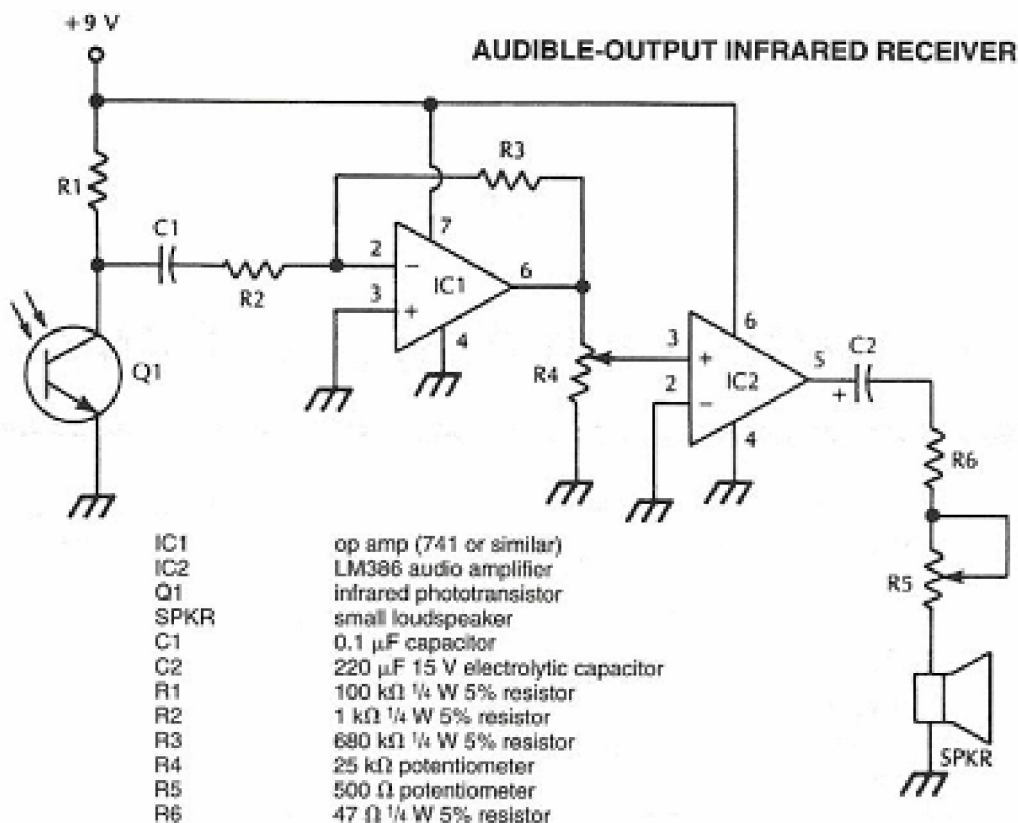 +9 V
AUDIBLE-OUTPUT INFRARED RECEIVER
R1
C1
R2
R3
2
3
7
IC1
6
4
Q1
R4
3
2
6
IC2
5
4
C2
+
R6
R5
SPKR
IC1 op amp (741 or similar)
IC2 LM386 audio amplifier
Q1 infrared phototransistor
SPKR small loudspeaker
C1 0.1 µF capacitor
C2 220 µF 15 V electrolytic capacitor
R1 100 kΩ 1/4 W 5% resistor
R2 1 kΩ 1/4 W 5% resistor
R3 680 kΩ 1/4 W 5% resistor
R4 25 kΩ potentiometer
R5 500 Ω potentiometer
R6 47 Ω 1/4 W 5% resistor